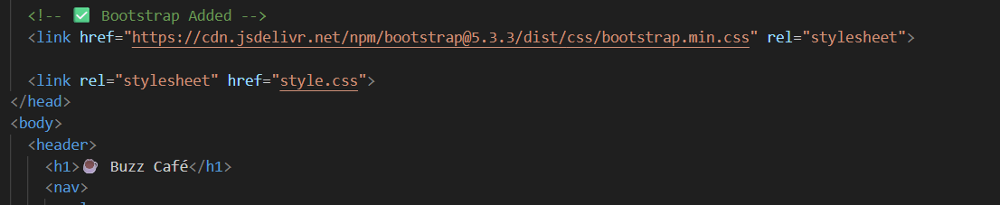 <!-- ✅ Bootstrap Added -->
<link href="https://cdn.jsdelivr.net/npm/bootstrap@5.3.3/dist/css/bootstrap.min.css" rel="stylesheet">
<link rel="stylesheet" href="style.css">
</head>
<body>
<header>
<h1>☕ Buzz Café</h1>
<nav>